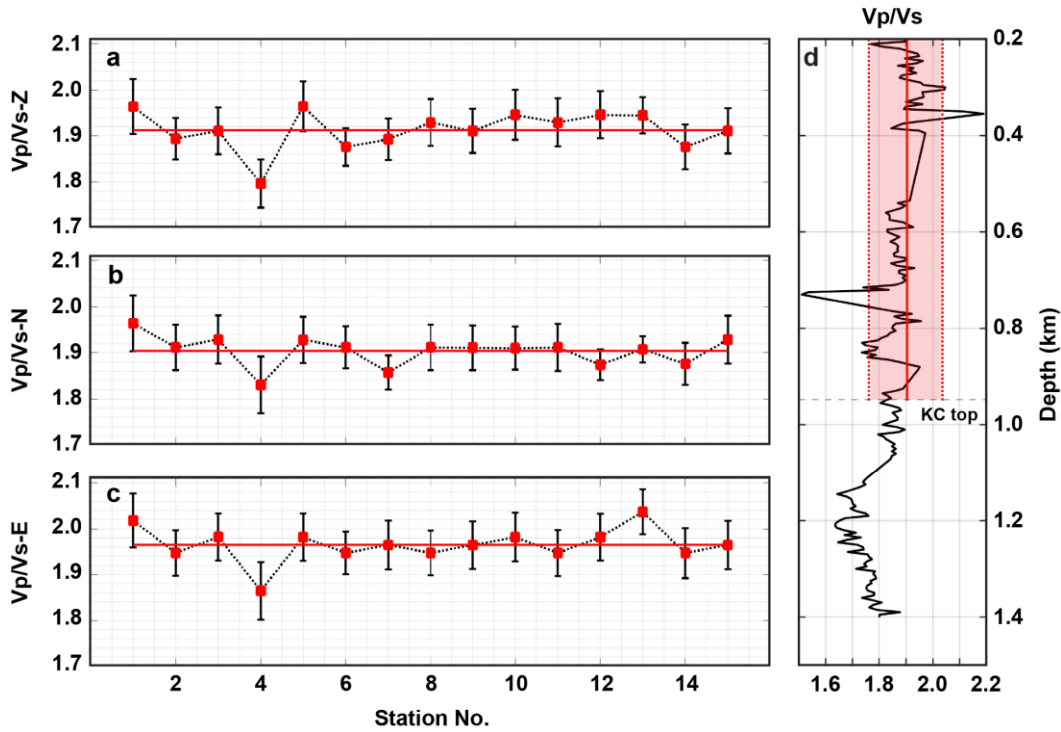 a
Vp/Vs-Z
2.1
2.0
1.9
1.8
1.7
b
Vp/Vs-N
2.1
2.0
1.9
1.8
1.7
c
Vp/Vs-E
2.1
2.0
1.9
1.8
1.7
2 4 6 8 10 12 14
Station No.
Vp/Vs
d
0.2
0.4
0.6
0.8
1.0
1.2
1.4
Depth (km)
KC top
1.6 1.8 2.0 2.2